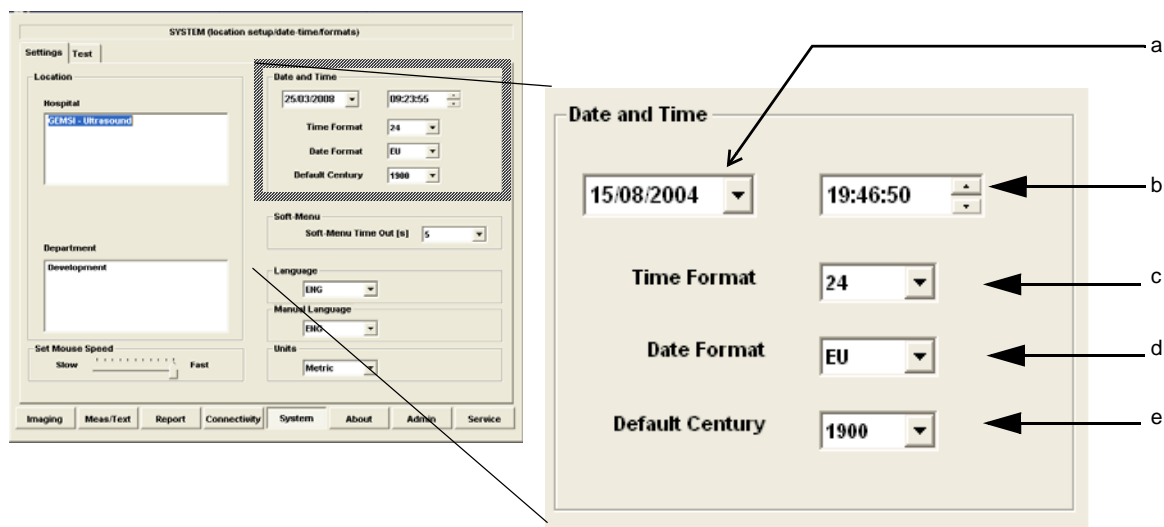 SYSTEM (location setup/date-time/formats)
Settings Test
Location
Hospital
GEMSI - Ultrasound
Department
Development
Set Mouse Speed
Slow Fast
Date and Time
25/03/2008 09:23:55
Time Format 24
Date Format EU
Default Century 1900
Soft-Menu
Soft-Menu Time Out [s] 5
Language
ENG
Manual Language
ENG
Units
Metric
Imaging Meas/Text Report Connectivity System About Admin Service
Date and Time
15/08/2004 19:46:50
Time Format 24
Date Format EU
Default Century 1900
a
b
c
d
e